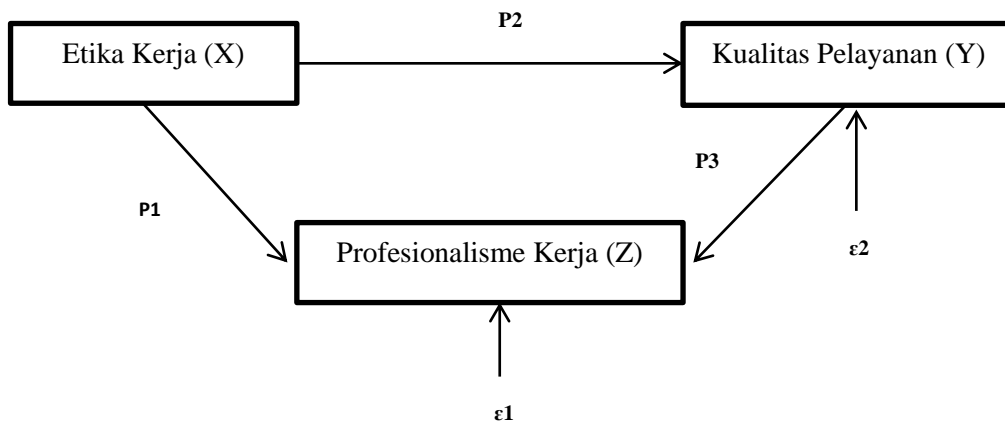 P2
Etika Kerja (X)
Kualitas Pelayanan (Y)
P3
P1
Profesionalisme Kerja (Z)
ε2
ε1